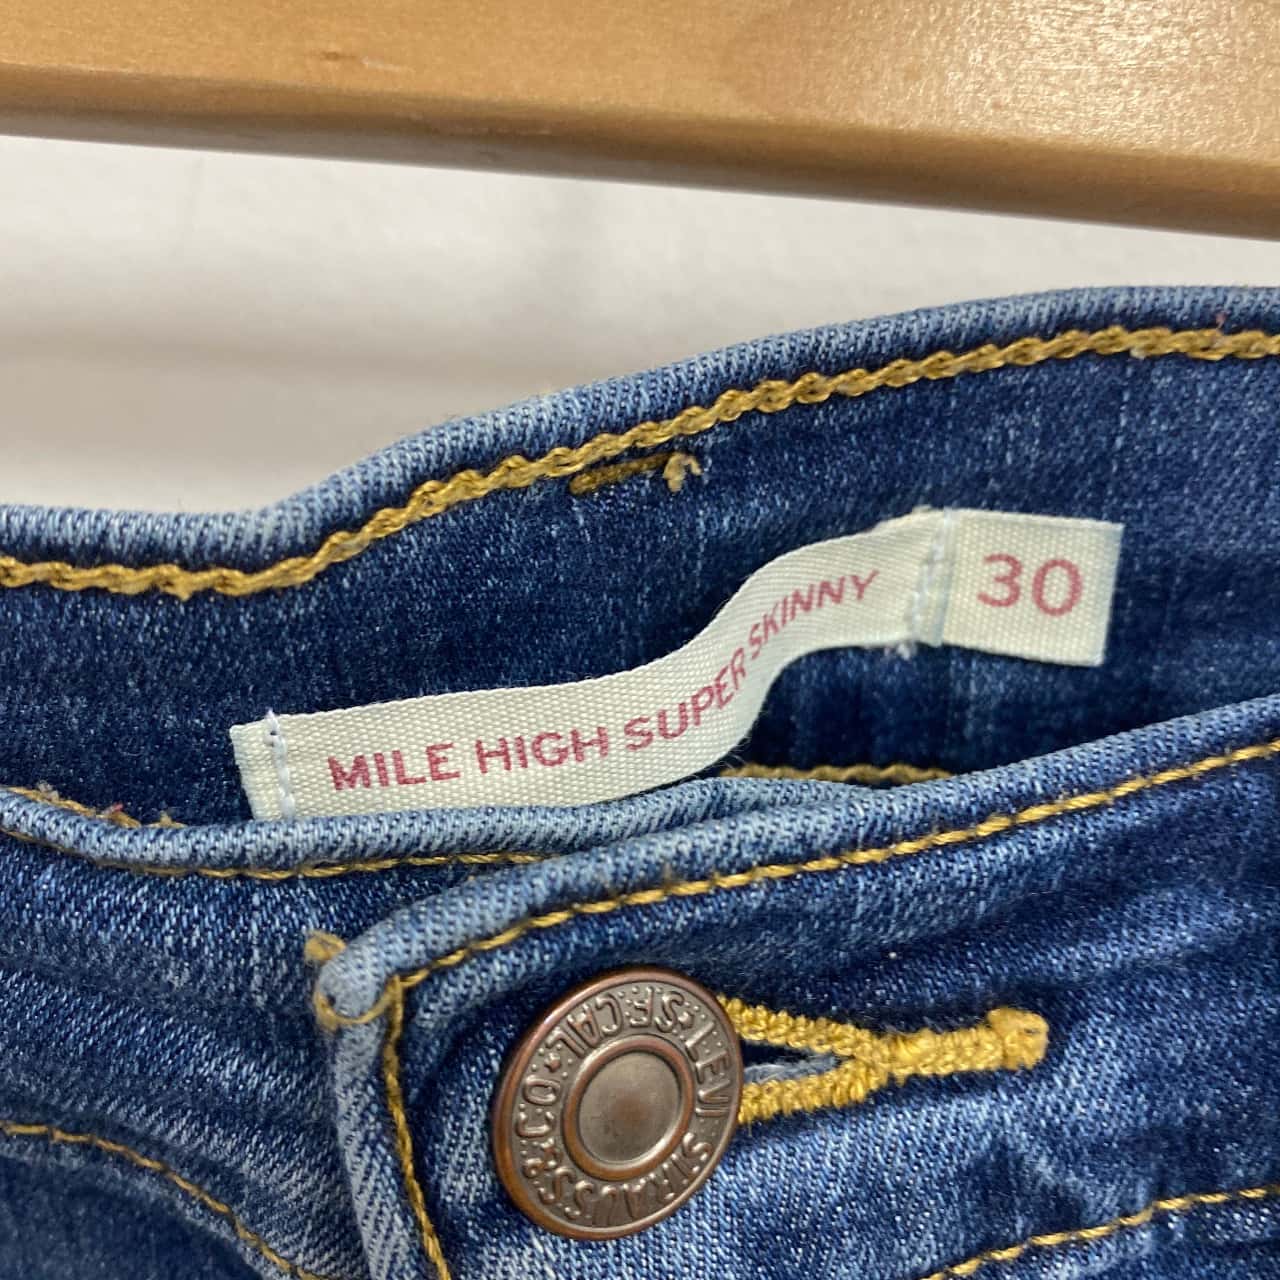 MILE HIGH SUPER SKINNY
30
LEVI STRAUSS & CO. S.F. CAL.